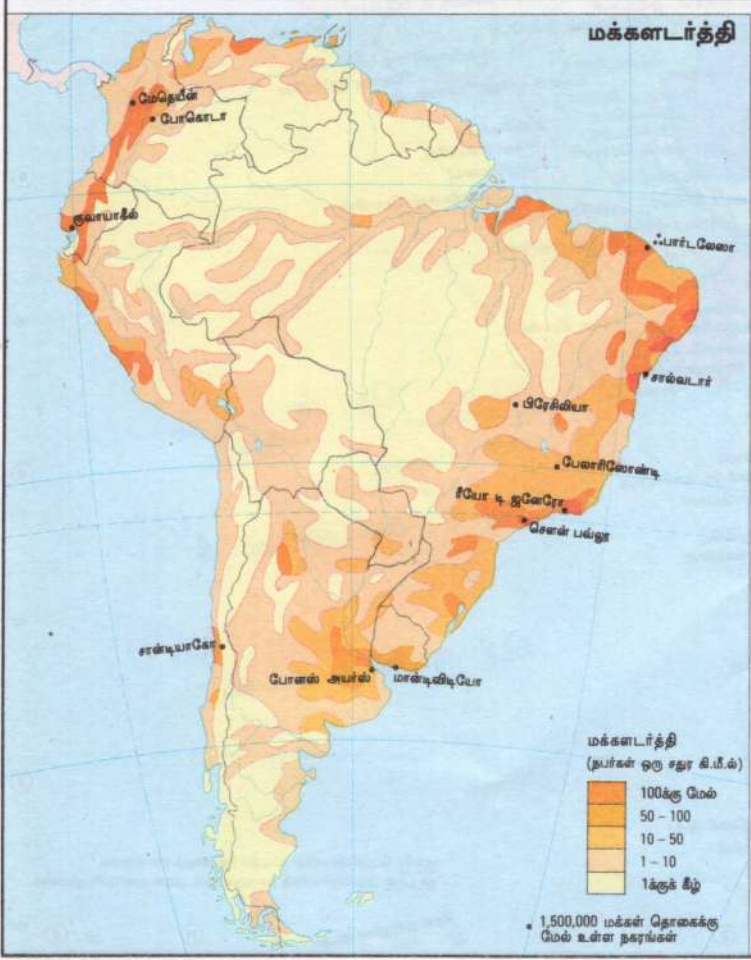 மக்களடர்த்தி
மேதெயீன்
போகொடா
குவாயாகீல்
ஃபார்டலேஸா
சால்வடார்
பிரேசிலியா
பேலாரிஸோண்டி
ரீயோ டி ஜனேரோ
சௌன் பவ்லூ
சான்டியாகோ
போனஸ் அயர்ஸ்
மான்டிவிடியோ
மக்களடர்த்தி
(நபர்கள் ஒரு சதுர கி.மீ.ல்)
100க்கு மேல்
50 – 100
10 – 50
1 – 10
1க்குக் கீழ்
1,500,000 மக்கள் தொகைக்கு
மேல் உள்ள நகரங்கள்